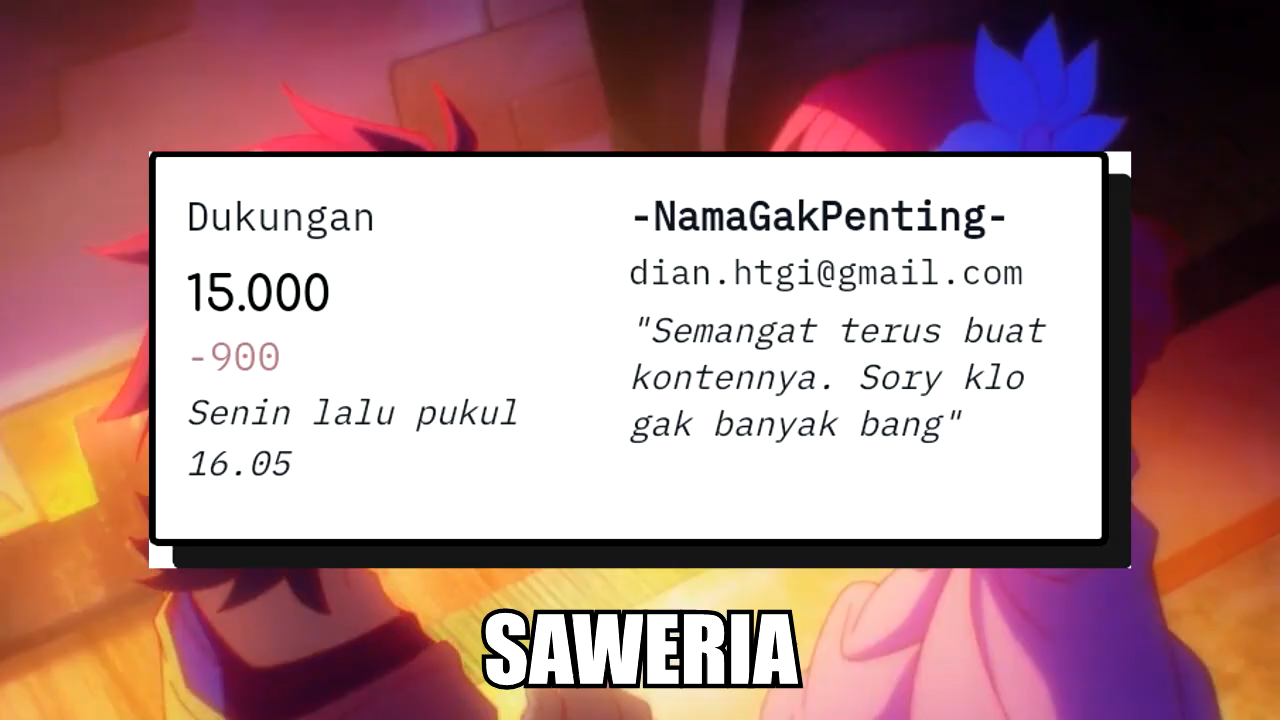 Dukungan
15.000
-900
Senin lalu pukul
16.05
-NamaGakPenting-
dian.htgi@gmail.com
"Semangat terus buat
kontennya. Sory klo
gak banyak bang"
SAWERIA